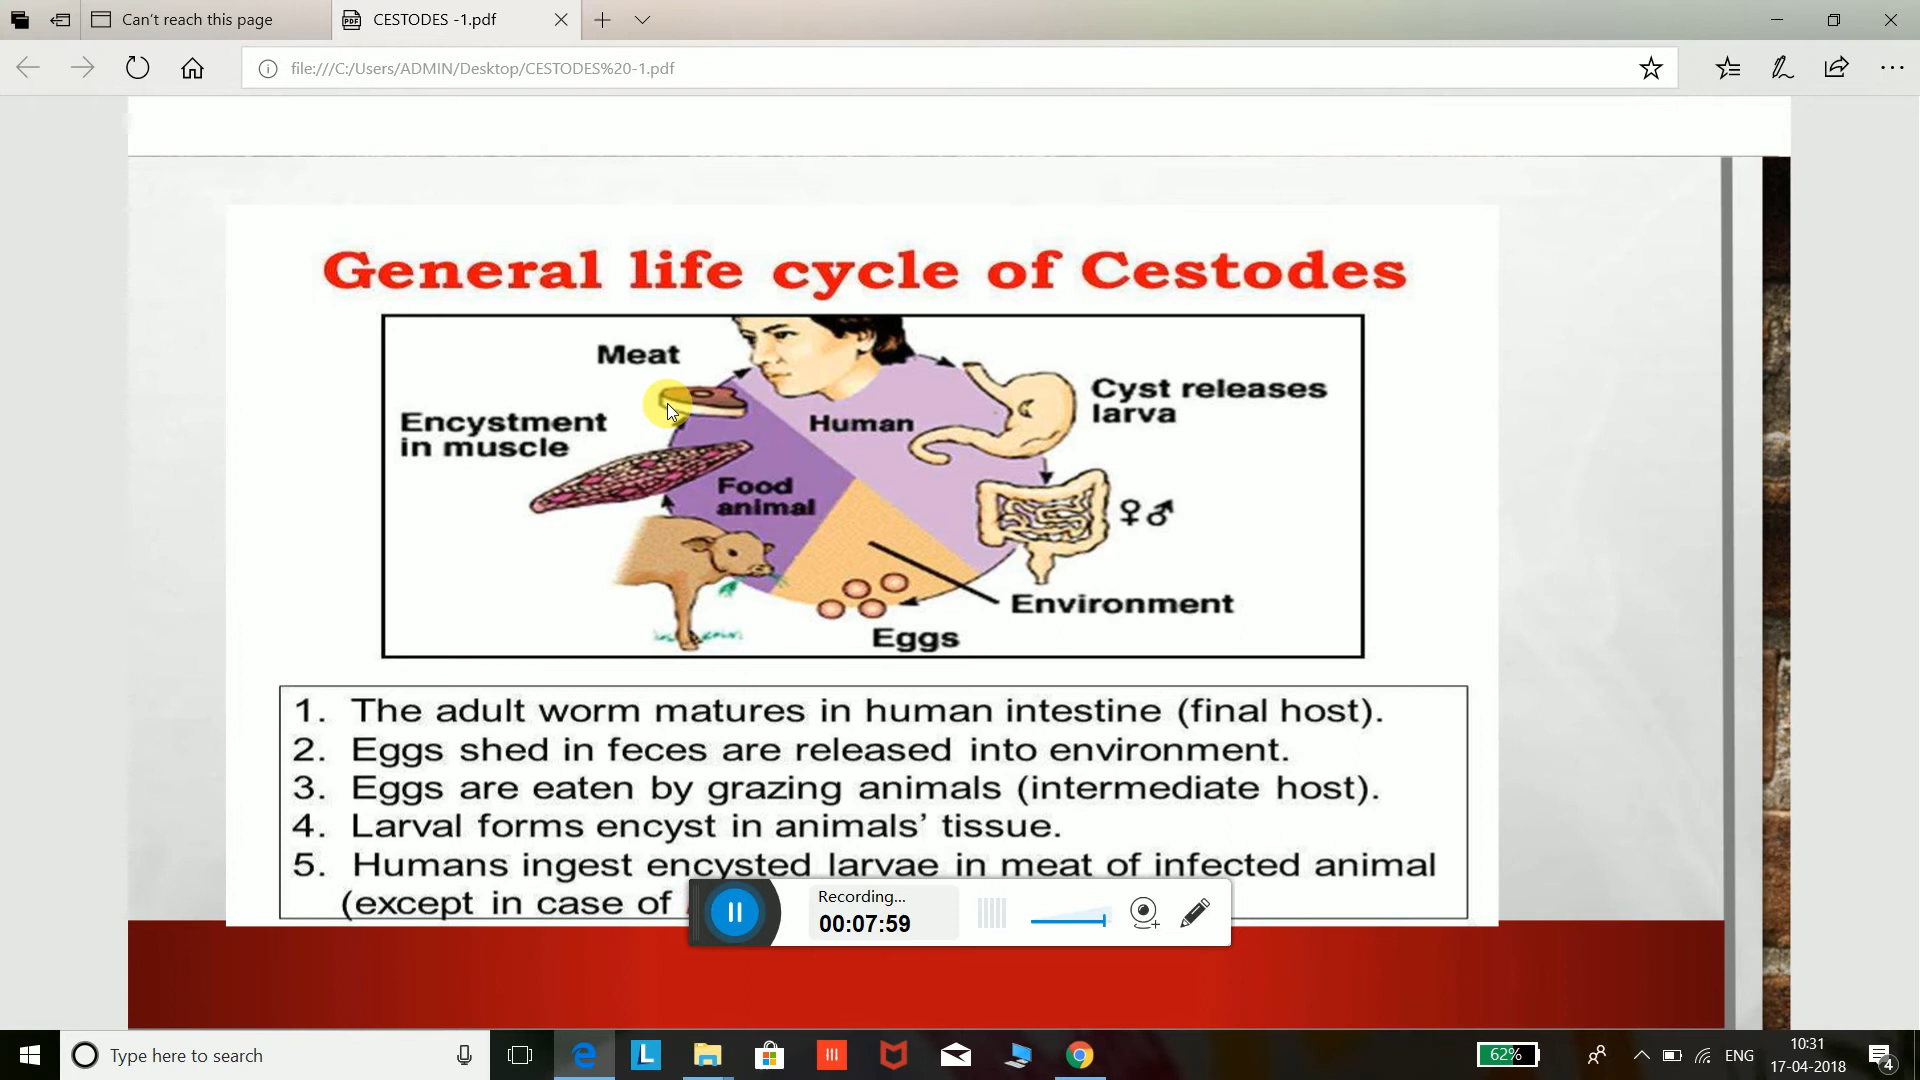 Can't reach this page
CESTODES -1.pdf
file:///C:/Users/ADMIN/Desktop/CESTODES%20-1.pdf
General life cycle of Cestodes
Meat
Encystment
in muscle
Human
Cyst releases
larva
Food
animal
♀♂
Environment
Eggs
1. The adult worm matures in human intestine (final host).
2. Eggs shed in feces are released into environment.
3. Eggs are eaten by grazing animals (intermediate host).
4. Larval forms encyst in animals' tissue.
5. Humans ingest encysted larvae in meat of infected animal
(except in case of
Recording...
00:07:59
Type here to search
62%
ENG
10:31
17-04-2018
4